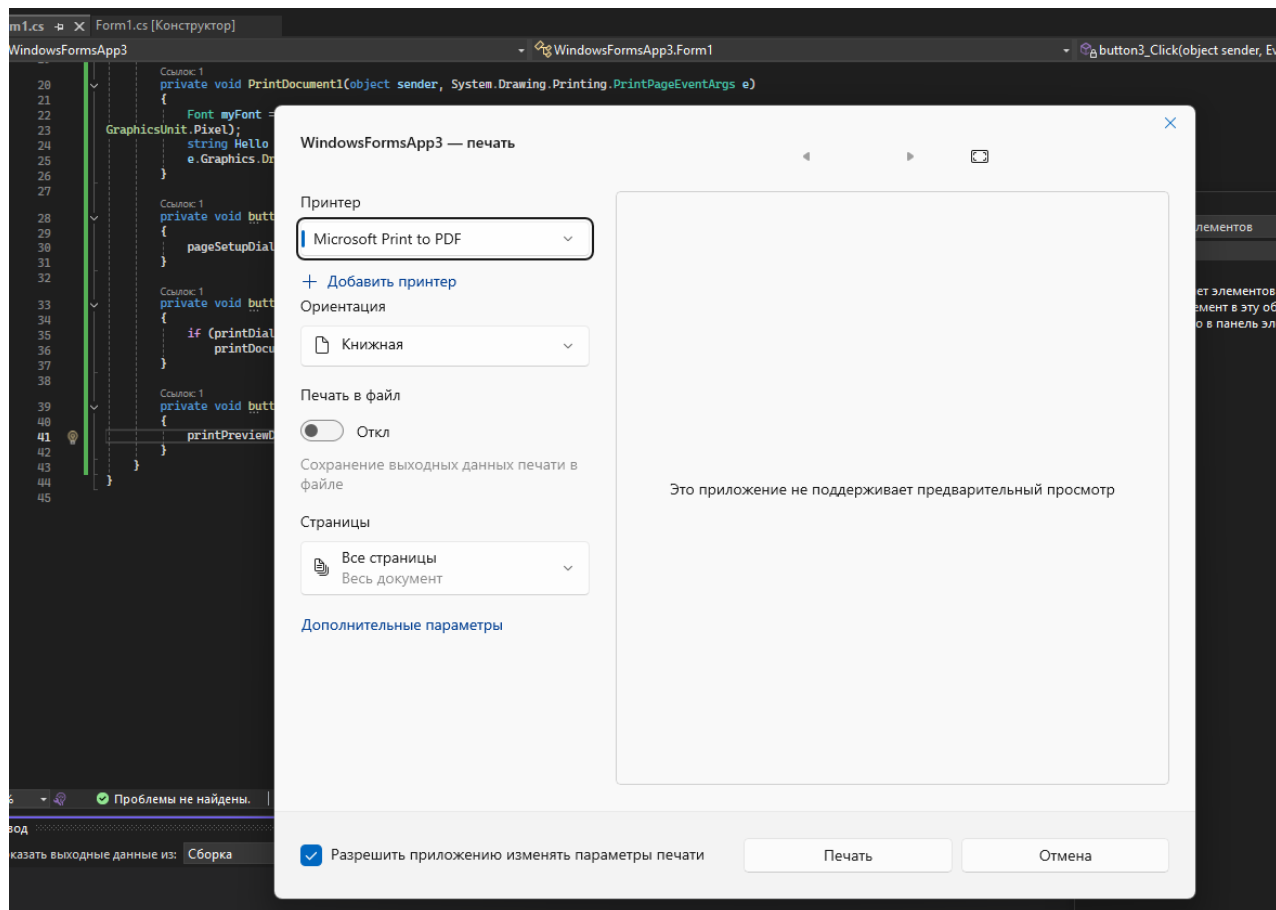 m1.cs
Form1.cs [Конструктор]
WindowsFormsApp3
WindowsFormsApp3.Form1
button3_Click(object sender, Ev
Ссылок: 1
20 private void PrintDocument1(object sender, System.Drawing.Printing.PrintPageEventArgs e)
21 {
22 Font myFont =
23 GraphicsUnit.Pixel);
24 string Hello
25 e.Graphics.Dr
26 }
27
Ссылок: 1
28 private void butt
29 {
30 pageSetupDial
31 }
32
Ссылок: 1
33 private void butt
34 {
35 if (printDial
36 printDocu
37 }
38
Ссылок: 1
39 private void butt
40 {
41 printPreviewD
42 }
43 }
44 }
45
WindowsFormsApp3 — печать
Принтер
Microsoft Print to PDF
Добавить принтер
Ориентация
Книжная
Печать в файл
Откл
Сохранение выходных данных печати в
файле
Страницы
Все страницы
Весь документ
Дополнительные параметры
Это приложение не поддерживает предварительный просмотр
Разрешить приложению изменять параметры печати
Печать
Отмена
лементов
ет элементов
емент в эту об
о в панель эл
%
Проблемы не найдены.
вод
казать выходные данные из: Сборка